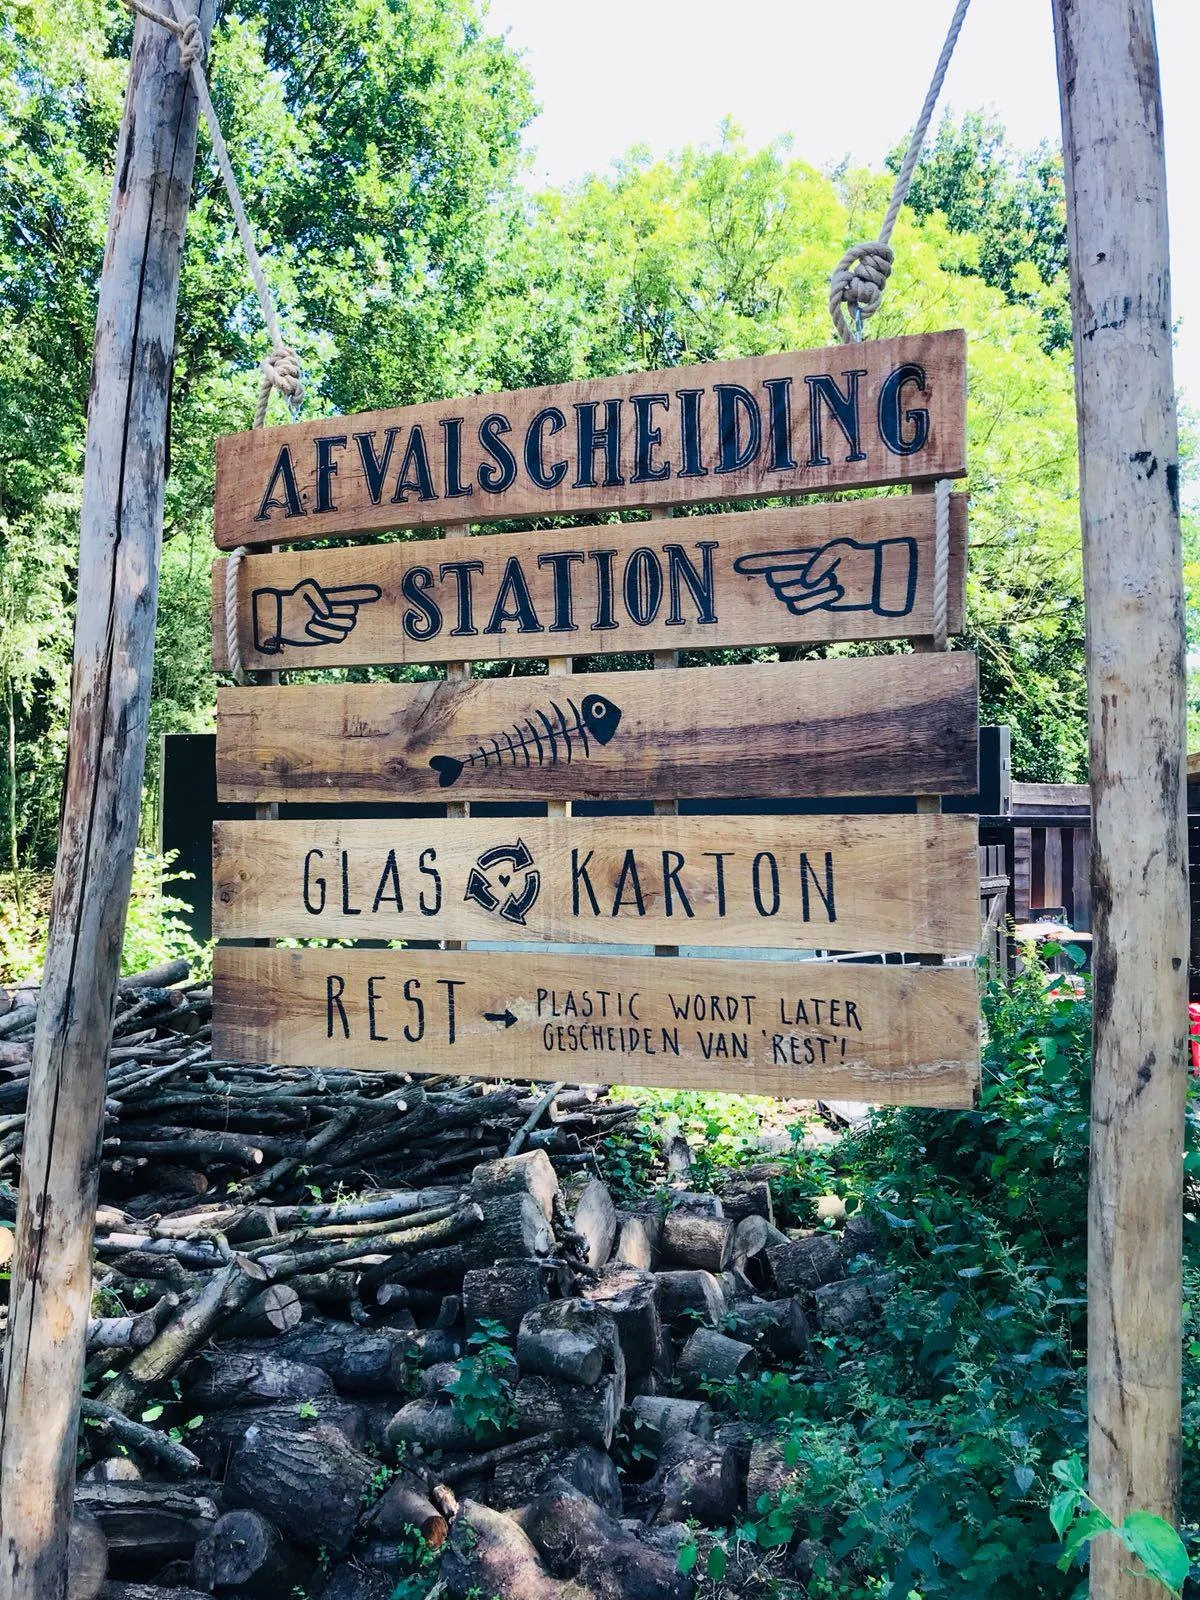 AFVALSCHEIDING
STATION
GLAS KARTON
REST → PLASTIC WORDT LATER
GESCHEIDEN VAN 'REST'!